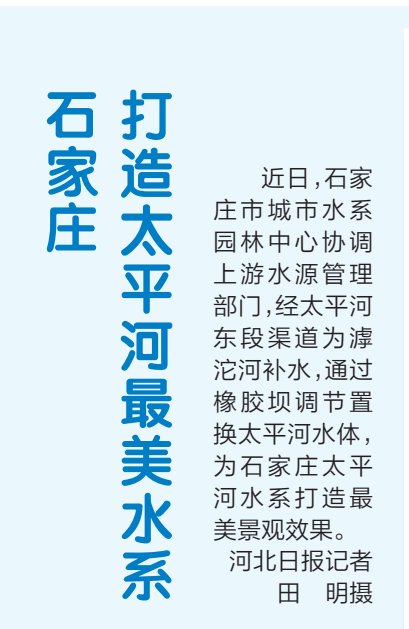 石家庄
打造太平河最美水系
近日,石家
庄市城市水系
园林中心协调
上游水源管理
部门,经太平河
东段渠道为滹
沱河补水,通过
橡胶坝调节置
换太平河水体,
为石家庄太平
河水系打造最
美景观效果。
河北日报记者
田　明摄